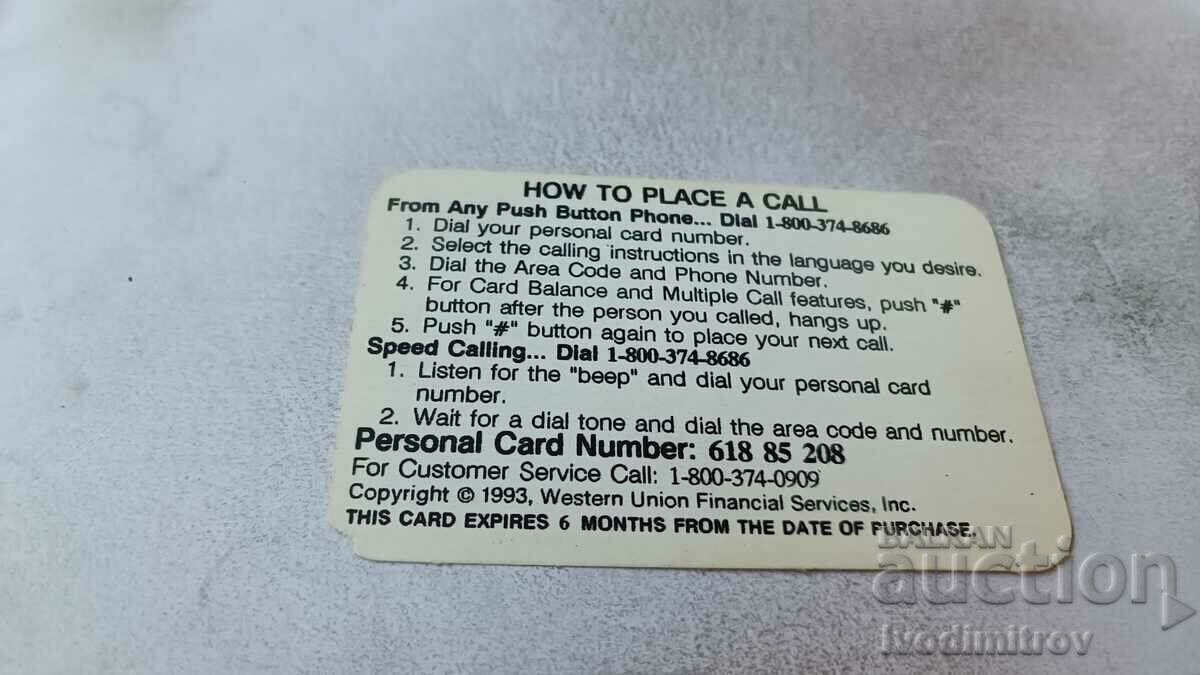 HOW TO PLACE A CALL
From Any Push Button Phone... Dial 1-800-374-8686
1. Dial your personal card number.
2. Select the calling instructions in the language you desire.
3. Dial the Area Code and Phone Number.
4. For Card Balance and Multiple Call features, push "#"
button after the person you called, hangs up.
5. Push "#" button again to place your next call.
Speed Calling... Dial 1-800-374-8686
1. Listen for the "beep" and dial your personal card
number.
2. Wait for a dial tone and dial the area code and number.
Personal Card Number: 618 85 208
For Customer Service Call: 1-800-374-0909
Copyright © 1993, Western Union Financial Services, Inc.
THIS CARD EXPIRES 6 MONTHS FROM THE DATE OF PURCHASE.
BALKAN
auction
ivodimitrov